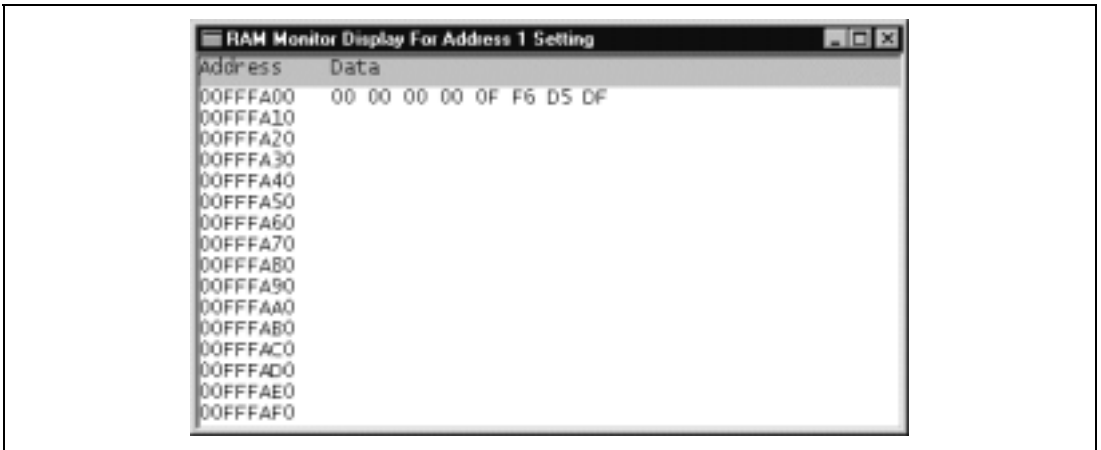 RAM Monitor Display For Address 1 Setting
Address Data
00FFFA00 00 00 00 00 0F F6 D5 DF
00FFFA10
00FFFA20
00FFFA30
00FFFA40
00FFFA50
00FFFA60
00FFFA70
00FFFA80
00FFFA90
00FFFAA0
00FFFAB0
00FFFAC0
00FFFAD0
00FFFAE0
00FFFAF0